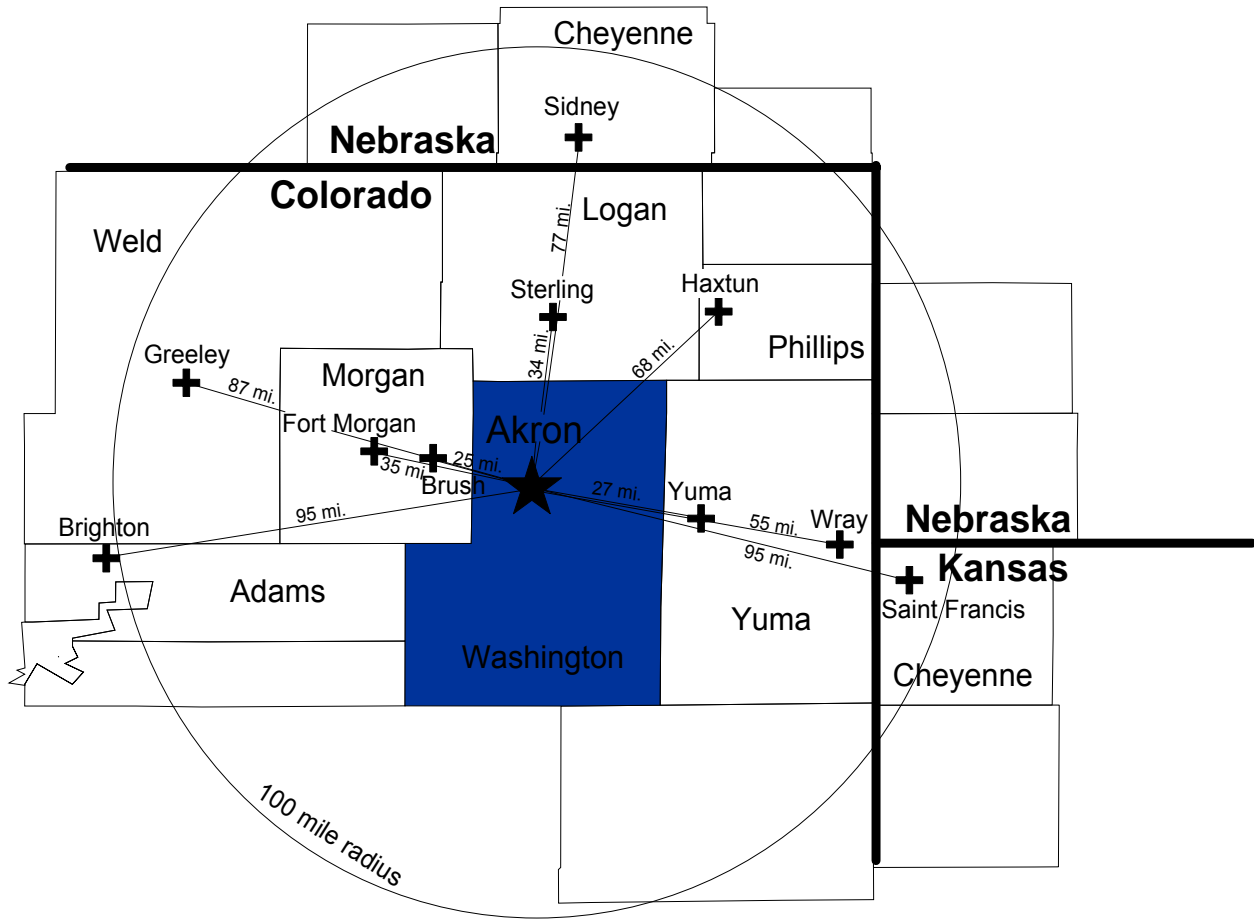 Cheyenne
Sidney
Nebraska
Colorado
Logan
77 mi.
Weld
Sterling
Haxtun
34 mi.
68 mi.
Phillips
Greeley
87 mi.
Morgan
Fort Morgan
Akron
35 mi.
25 mi.
Brush
27 mi.
Yuma
55 mi.
Wray
95 mi.
Nebraska
Kansas
Brighton
95 mi.
Saint Francis
Adams
Yuma
Washington
Cheyenne
100 mile radius